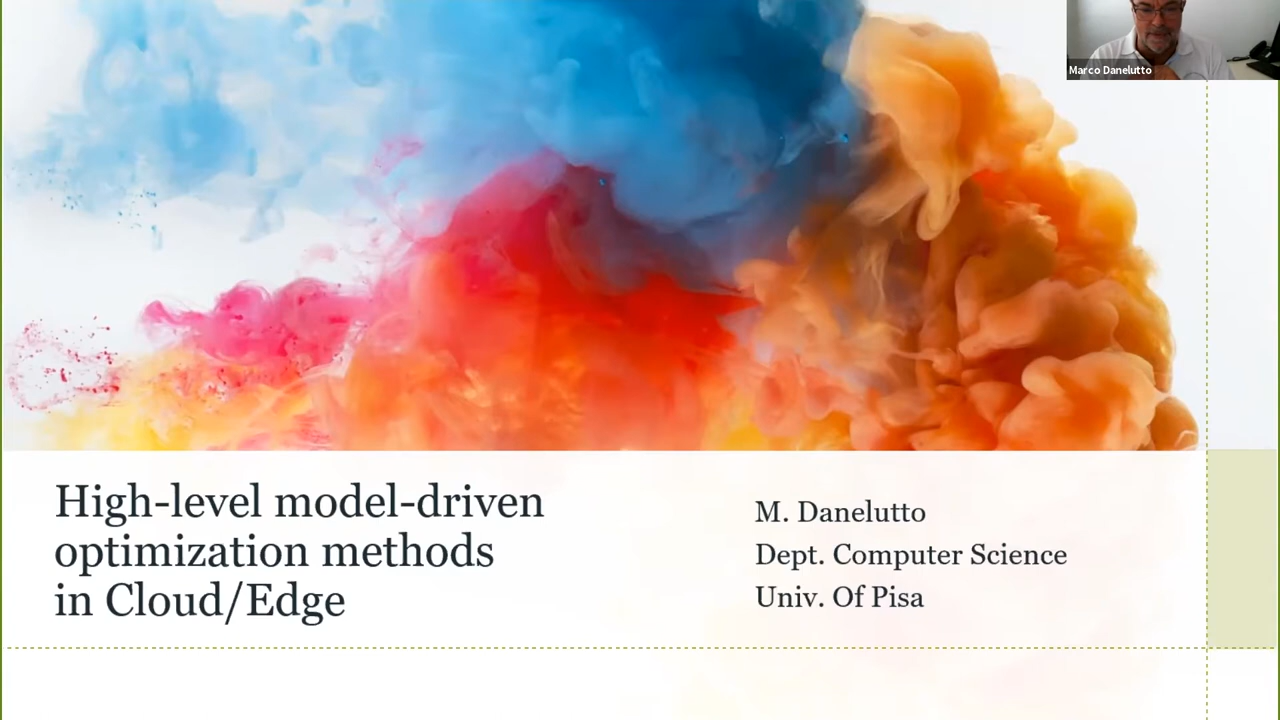 Marco Danelutto
High-level model-driven
optimization methods
in Cloud/Edge
M. Danelutto
Dept. Computer Science
Univ. Of Pisa